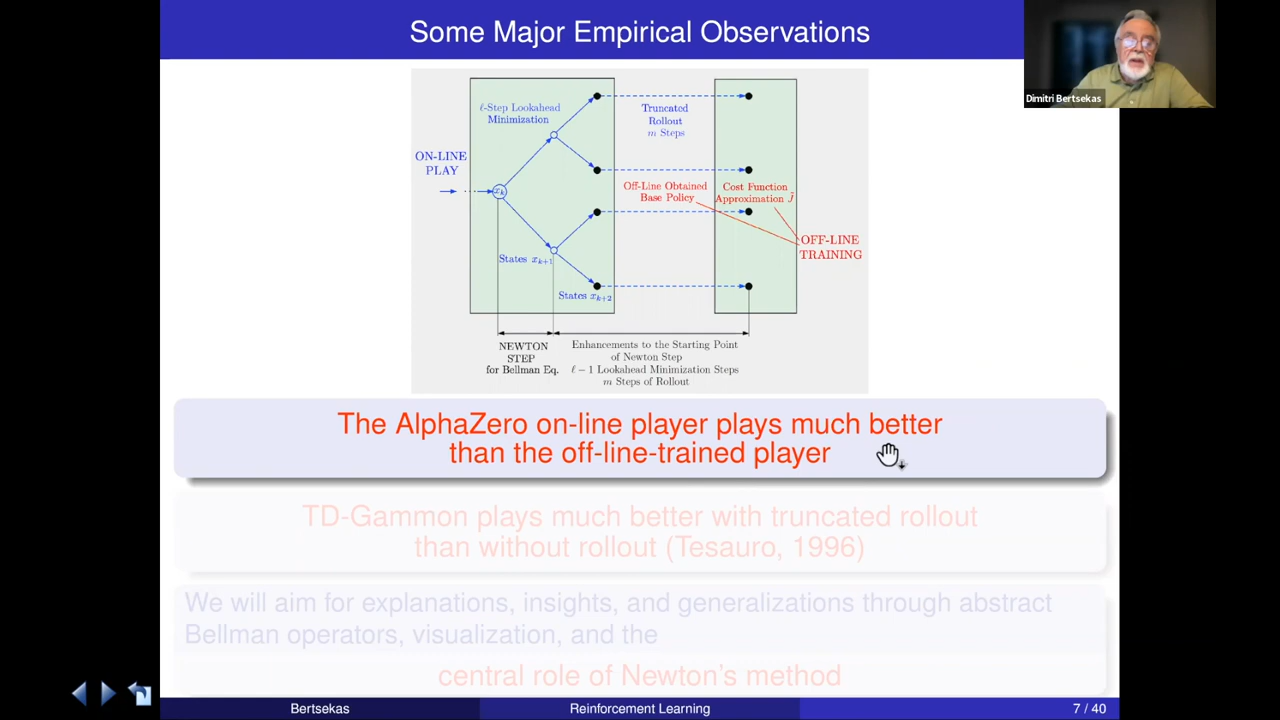 Some Major Empirical Observations
Dimitri Bertsekas
ℓ-Step Lookahead
Minimization
Truncated
Rollout
m Steps
ON-LINE
PLAY
x_k
Off-Line Obtained
Base Policy
Cost Function
Approximation J̃
OFF-LINE
TRAINING
States x_{k+1}
States x_{k+2}
NEWTON
STEP
for Bellman Eq.
Enhancements to the Starting Point
of Newton Step
ℓ − 1 Lookahead Minimization Steps
m Steps of Rollout
The AlphaZero on-line player plays much better
than the off-line-trained player
TD-Gammon plays much better with truncated rollout
than without rollout (Tesauro, 1996)
We will aim for explanations, insights, and generalizations through abstract
Bellman operators, visualization, and the
central role of Newton's method
Bertsekas
Reinforcement Learning
7 / 40